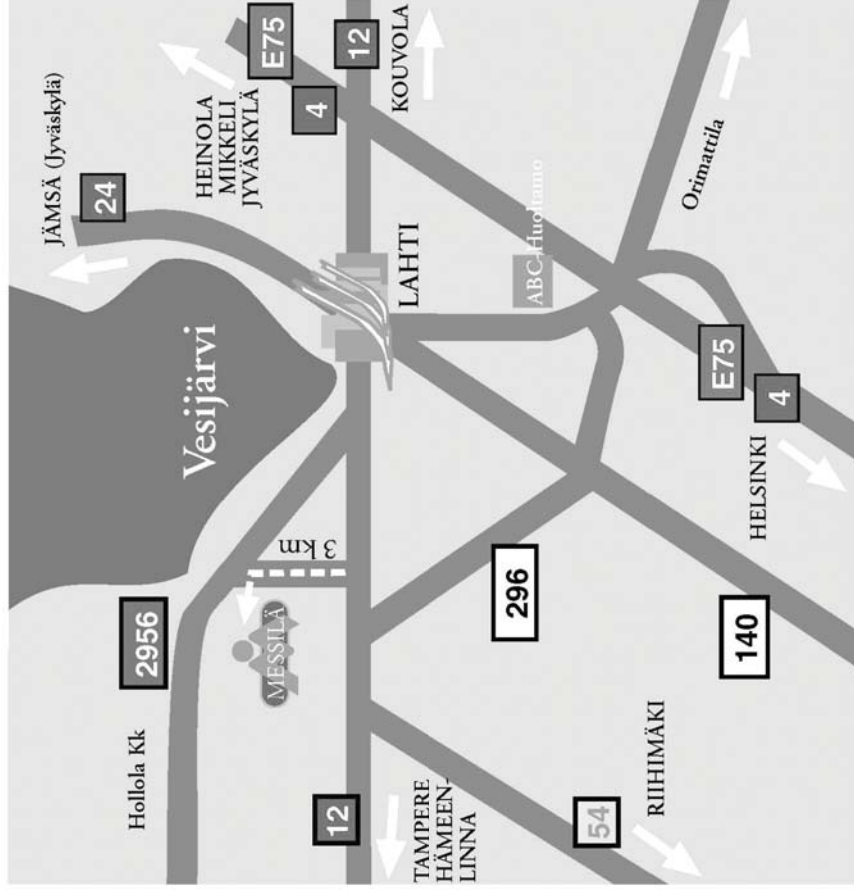 JÄMSÄ (Jyväskylä)
24
HEINOLA
MIKKELI
JYVÄSKYLÄ
E75
4
12
KOUVOLA
Vesijärvi
LAHTI
ABC-Huoltamo
Orimattila
2956
Hollola Kk
3 km
MESSILÄ
12
TAMPERE
HÄMEEN-
LINNA
296
E75
4
HELSINKI
140
54
RIIHIMÄKI